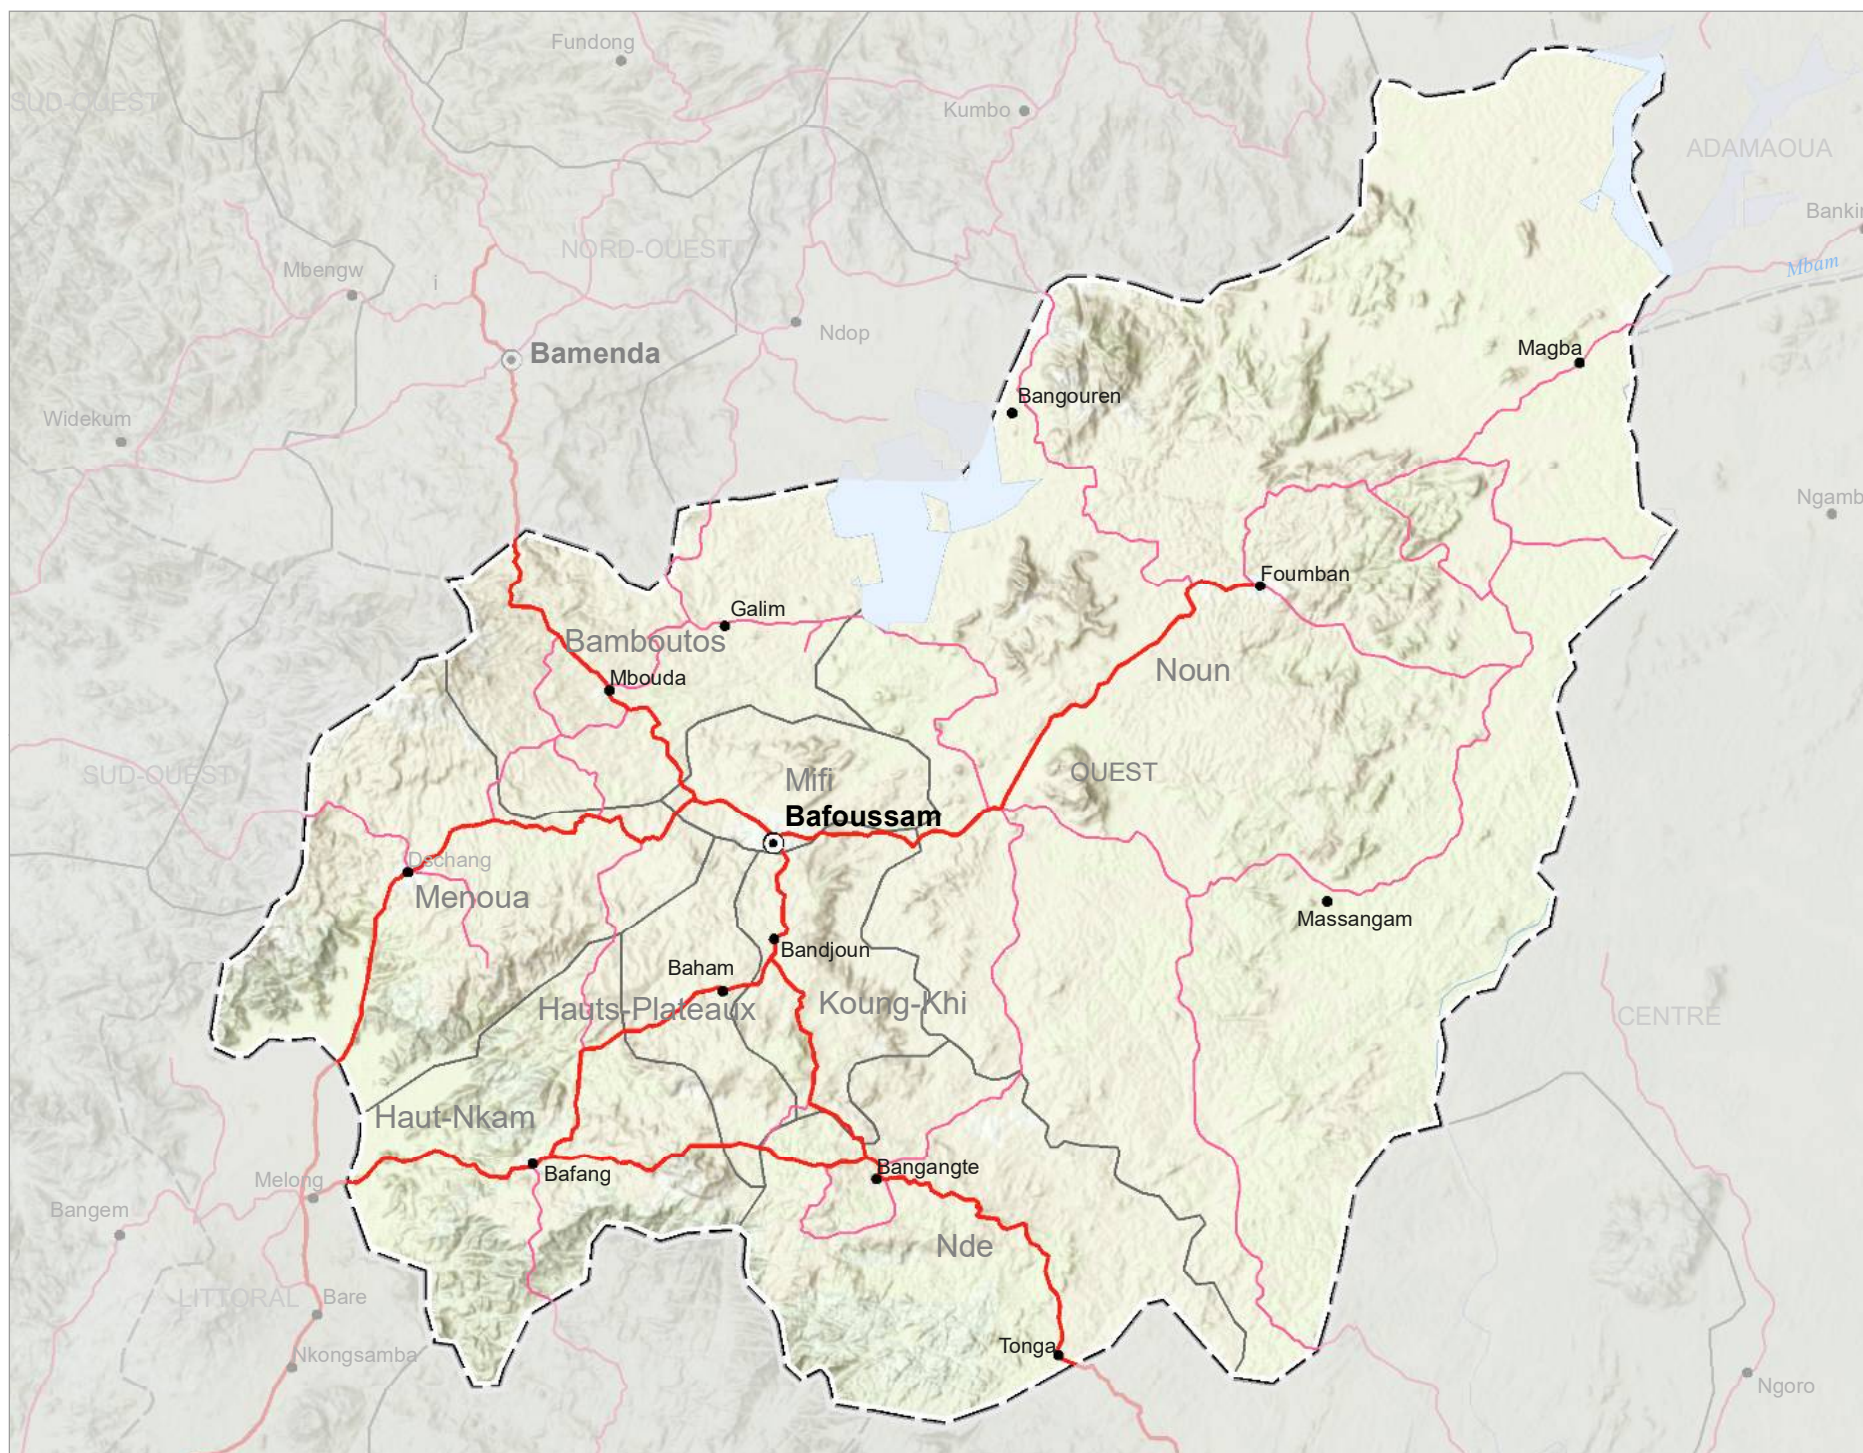 Fundong
SUD-OUEST
Kumbo
ADAMAOUA
Bankir
NORD-OUEST
Mbam
Mbengw
i
Ndop
Bamenda
Magba
Bangouren
Widekum
Ngamb
Foumban
Galim
Bamboutos
Noun
Mbouda
SUD-OUEST
OUEST
Mifi
Bafoussam
Dschang
Menoua
Massangam
Bandjoun
Baham
Hauts-Plateaux
Koung-Khi
CENTRE
Haut-Nkam
Bafang
Bangangte
Melong
Bangem
Nde
LITTORAL
Bare
Tonga
Nkongsamba
Ngoro